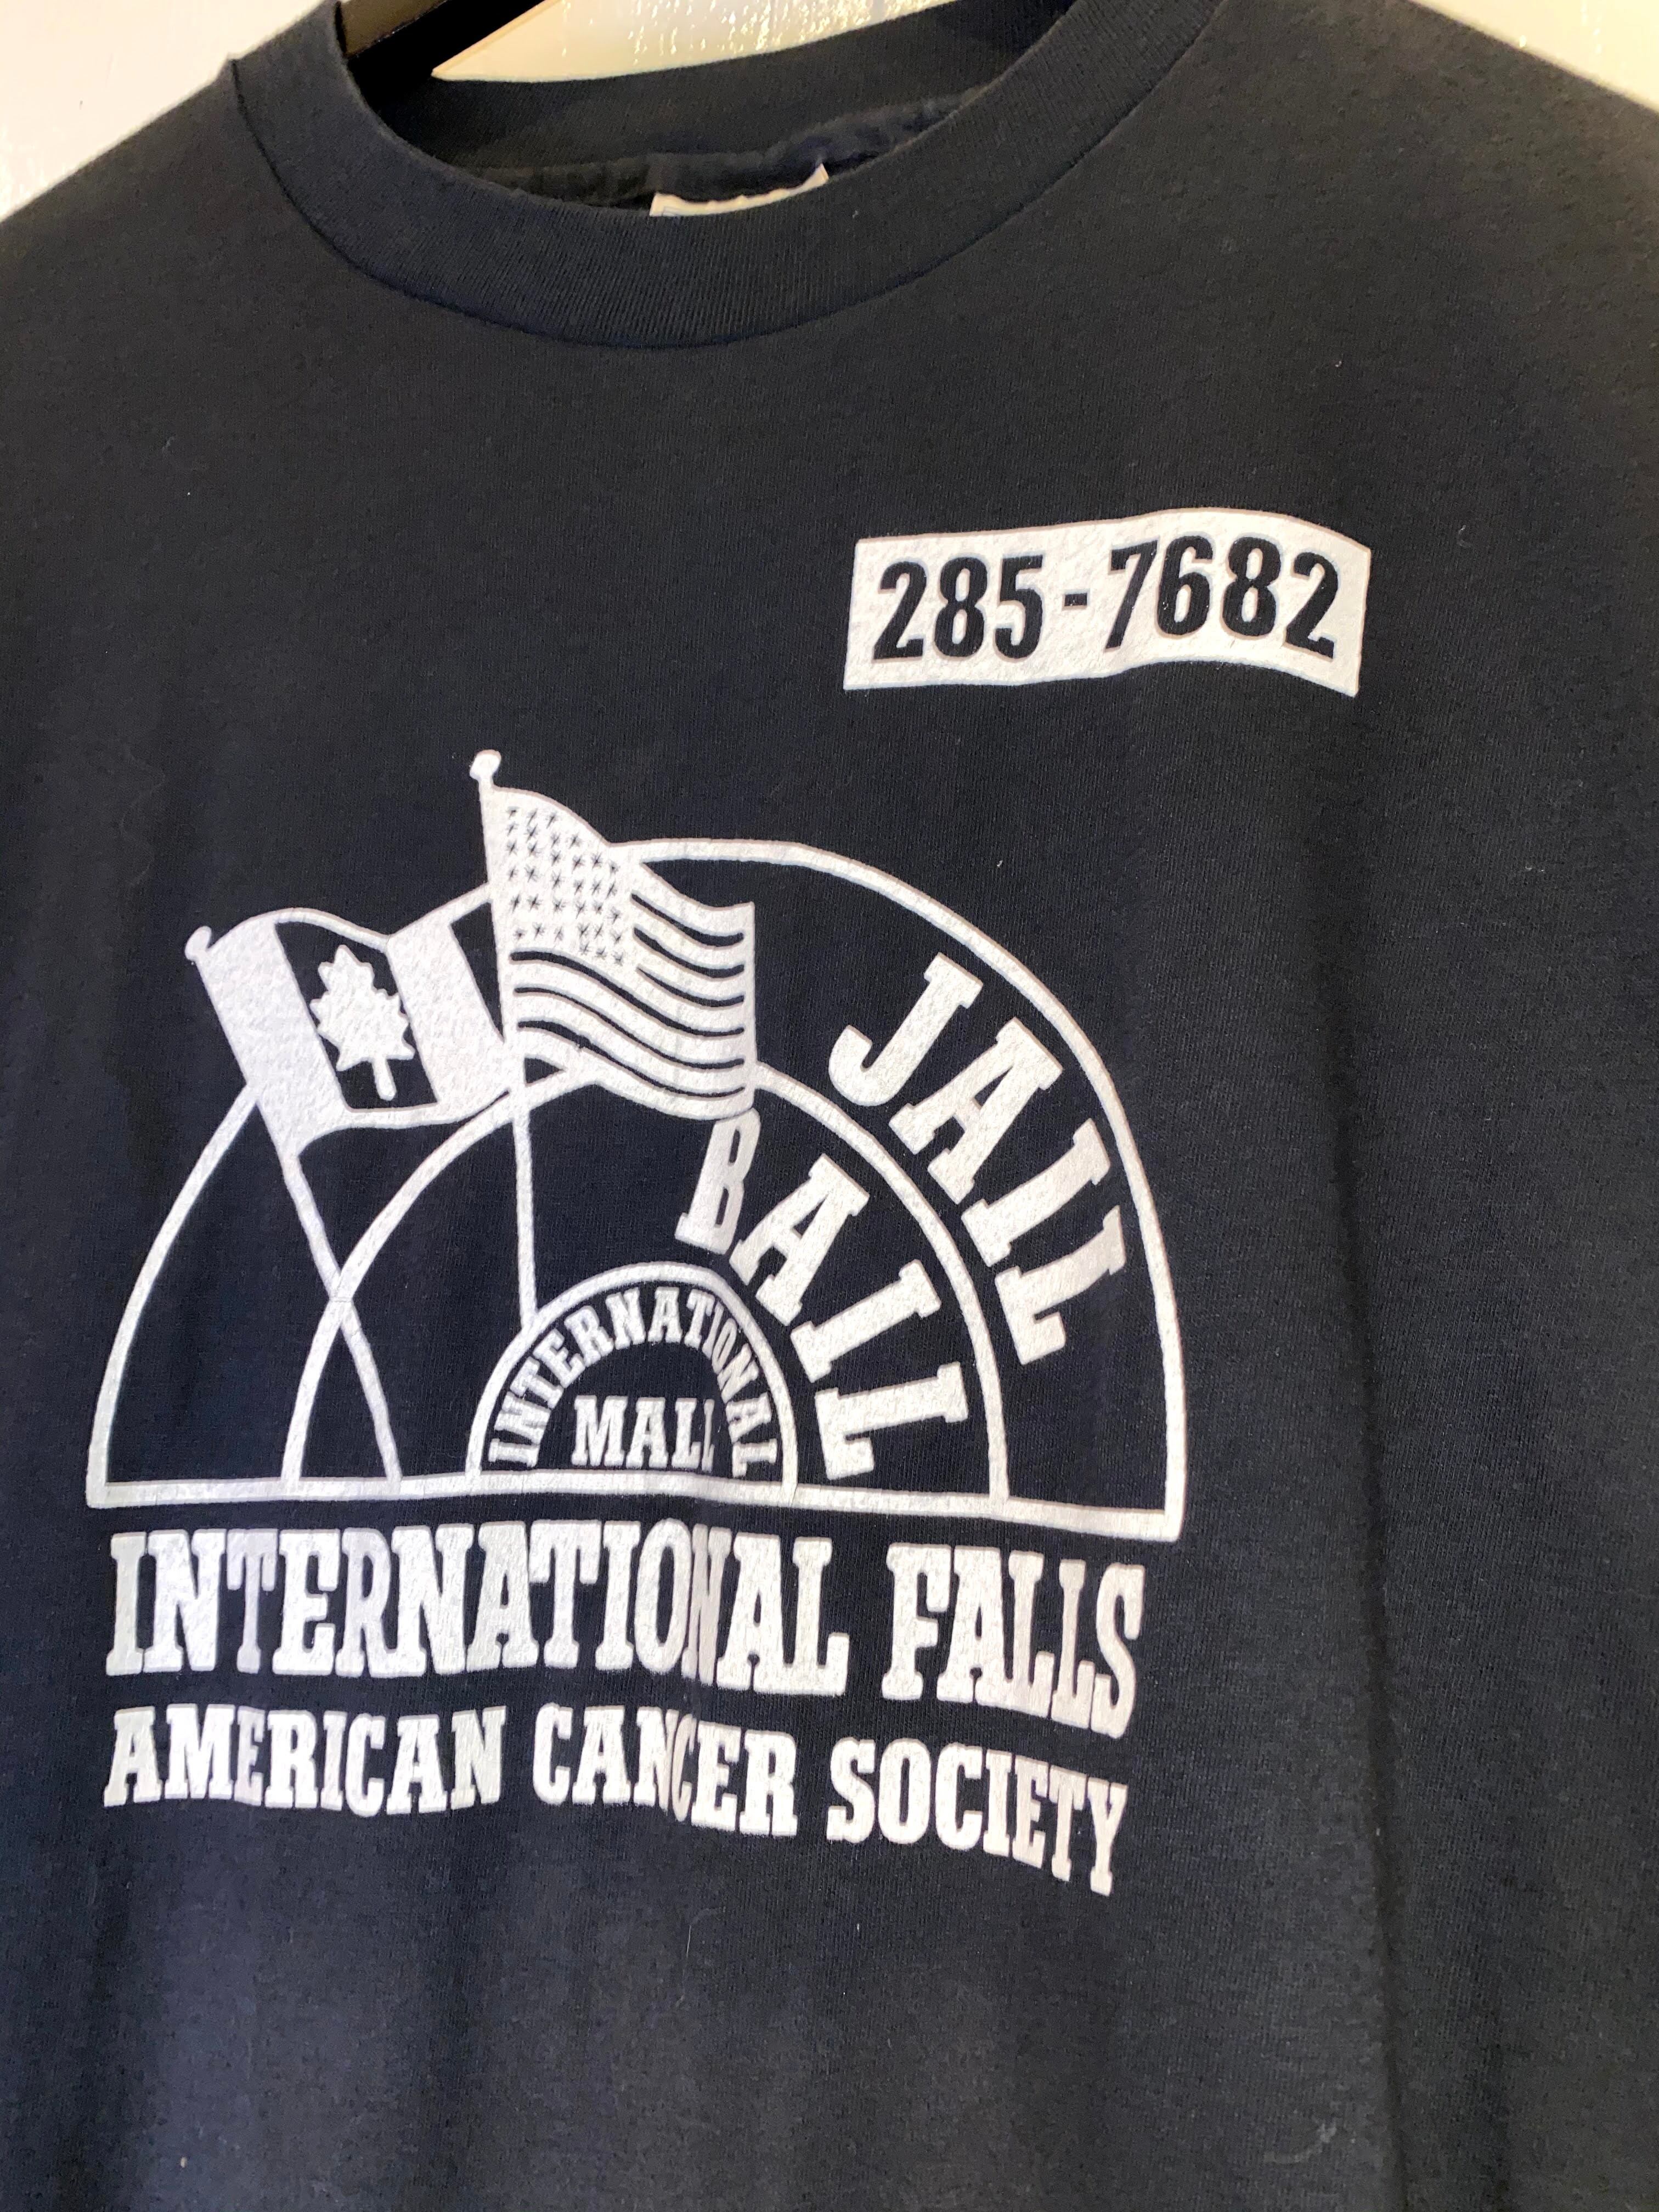 285-7682
JAIL
BAIL
INTERNATIONAL
MALL
INTERNATIONAL FALLS
AMERICAN CANCER SOCIETY